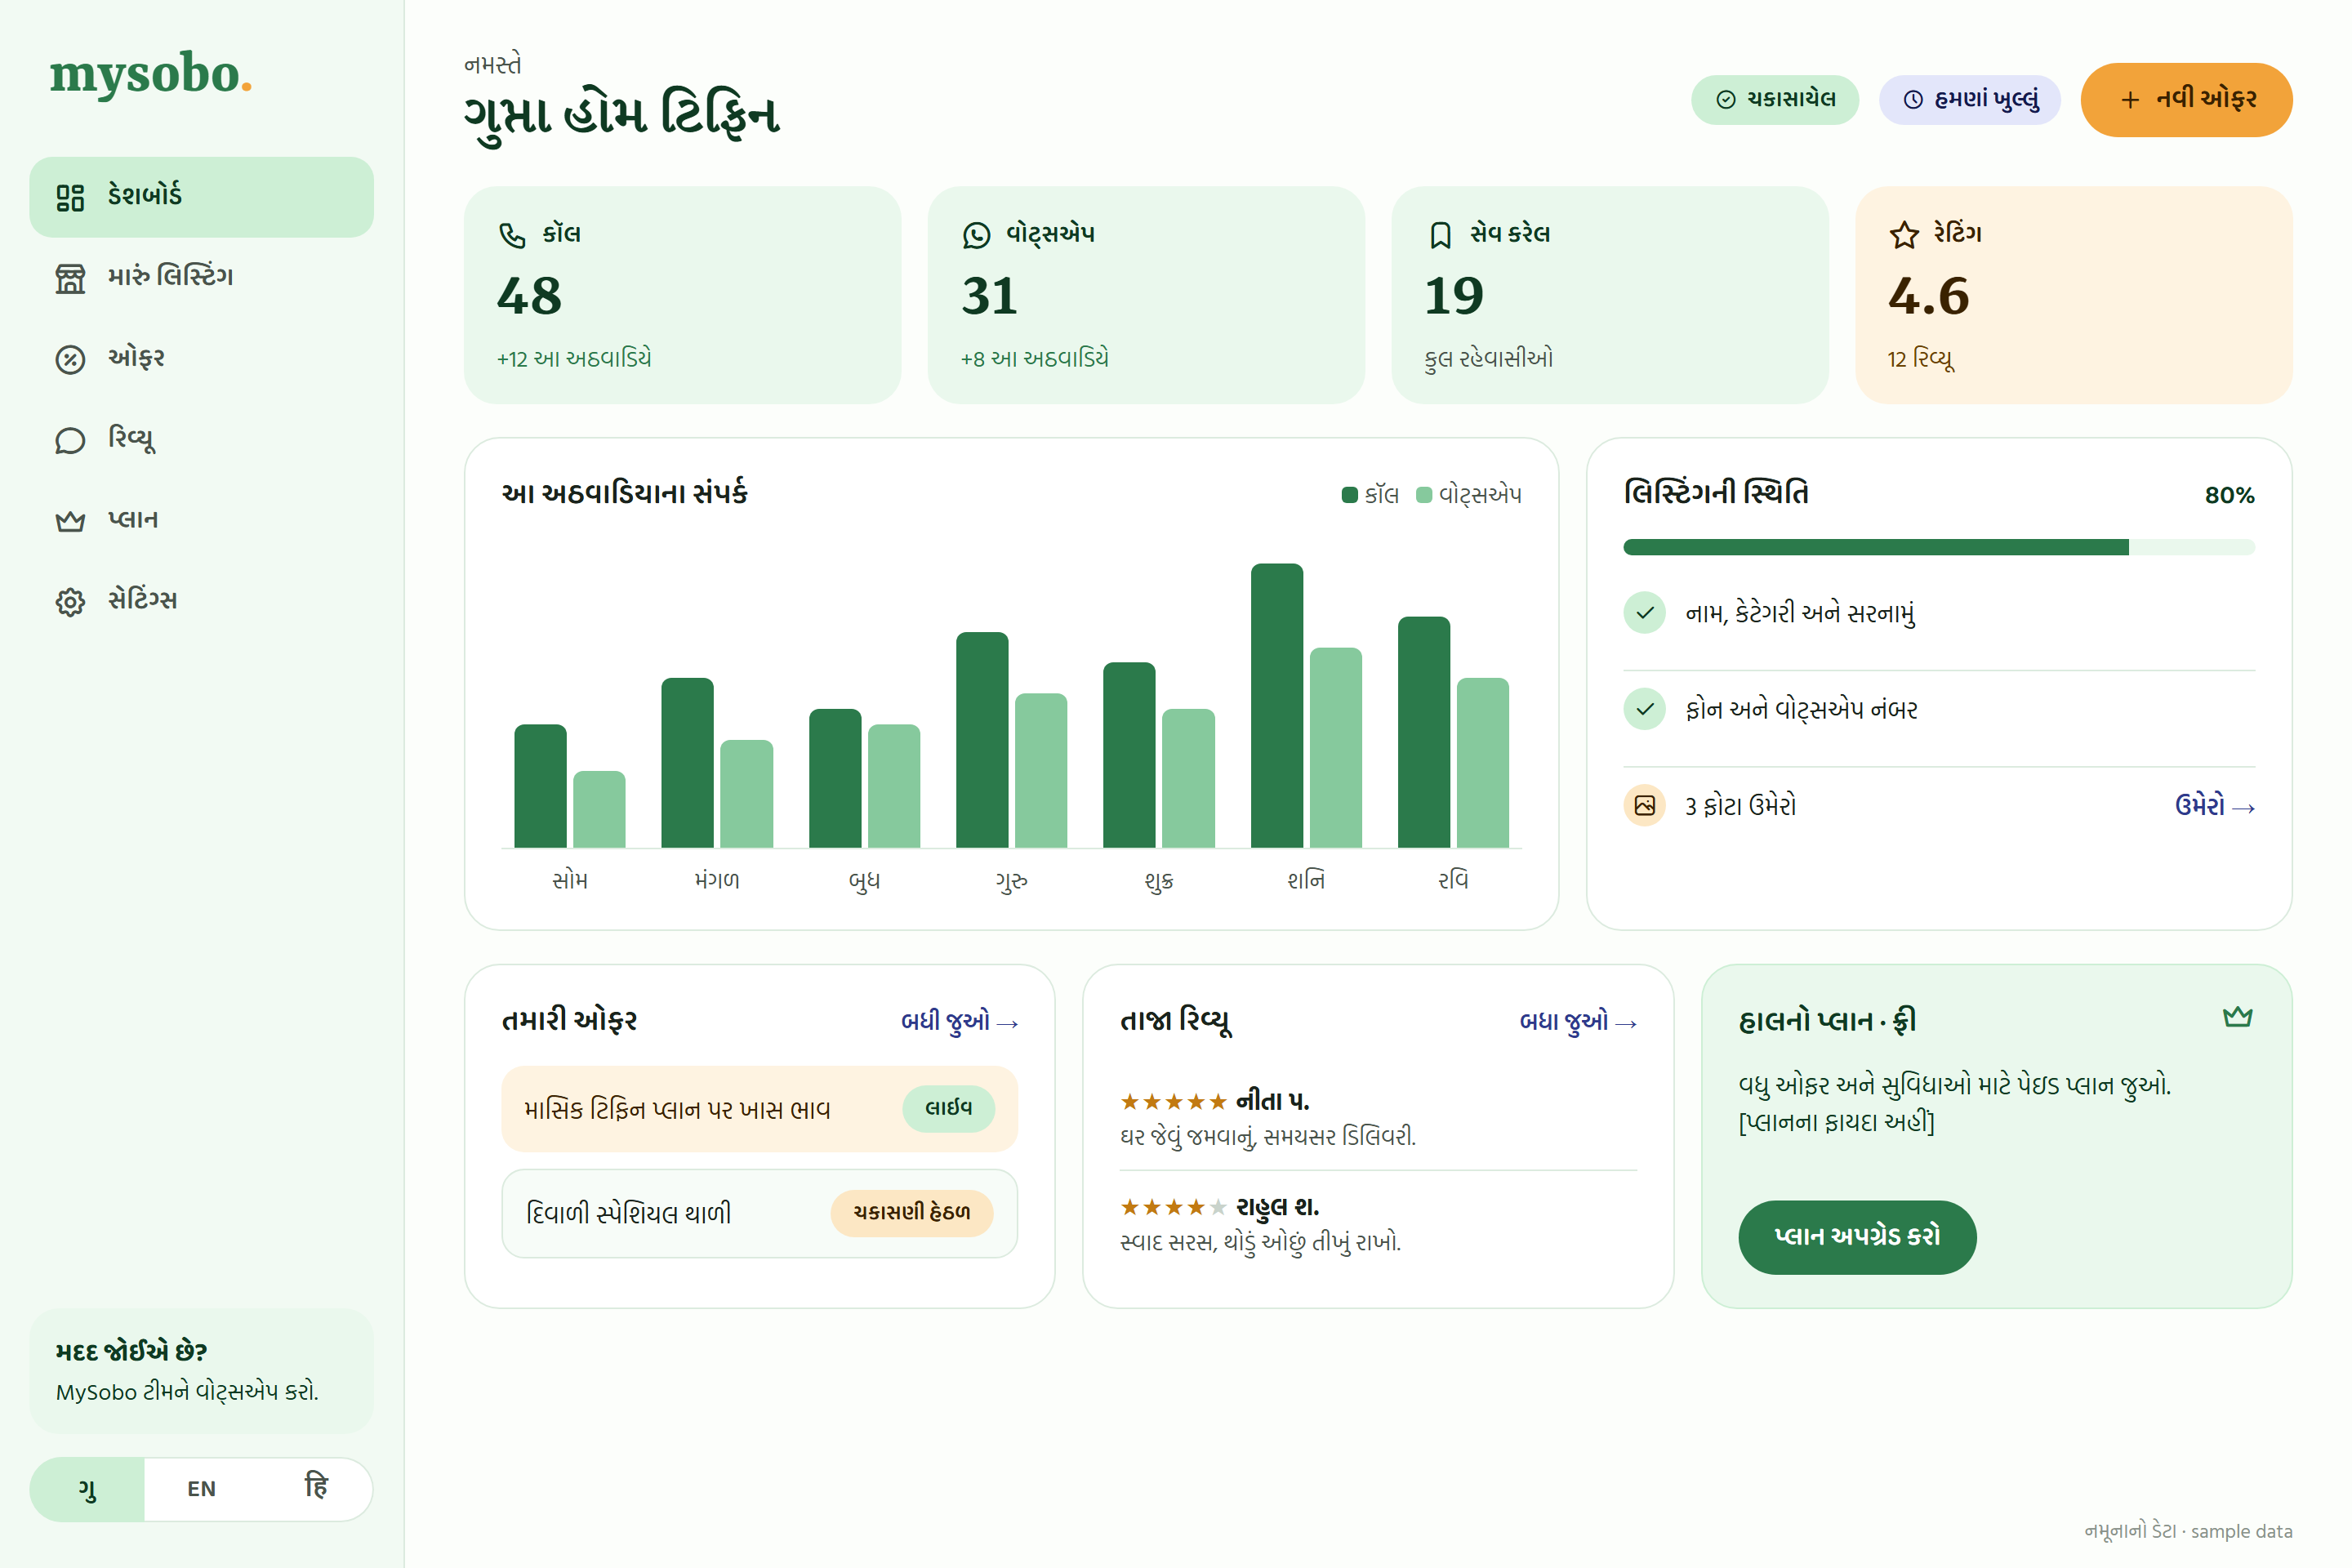 mysobo.
ડેશબોર્ડ
મારું લિસ્ટિંગ
ઓફર
રિવ્યૂ
પ્લાન
સેટિંગ્સ
મદદ જોઈએ છે?
MySobo ટીમને વોટ્સએપ કરો.
ગુ EN हि
નમસ્તે
ગુપ્તા હોમ ટિફિન
ચકાસાયેલ
હમણાં ખુલ્લું
+ નવી ઓફર
કૉલ
48
+12 આ અઠવાડિયે
વોટ્સએપ
31
+8 આ અઠવાડિયે
સેવ કરેલ
19
કુલ રહેવાસીઓ
રેટિંગ
4.6
12 રિવ્યૂ
આ અઠવાડિયાના સંપર્ક
કૉલ વોટ્સએપ
સોમ મંગળ બુધ ગુરુ શુક્ર શનિ રવિ
લિસ્ટિંગની સ્થિતિ 80%
નામ, કેટેગરી અને સરનામું
ફોન અને વોટ્સએપ નંબર
3 ફોટા ઉમેરો ઉમેરો →
તમારી ઓફર બધી જુઓ →
માસિક ટિફિન પ્લાન પર ખાસ ભાવ લાઇવ
દિવાળી સ્પેશિયલ થાળી ચકાસણી હેઠળ
તાજા રિવ્યૂ બધા જુઓ →
★★★★★ નીતા પ.
ઘર જેવું જમવાનું, સમયસર ડિલિવરી.
★★★★★ રાહુલ શ.
સ્વાદ સરસ, થોડું ઓછું તીખું રાખો.
હાલનો પ્લાન · ફ્રી
વધુ ઓફર અને સુવિધાઓ માટે પેઇડ પ્લાન જુઓ.
[પ્લાનના ફાયદા અહીં]
પ્લાન અપગ્રેડ કરો
નમૂનાનો ડેટા · sample data